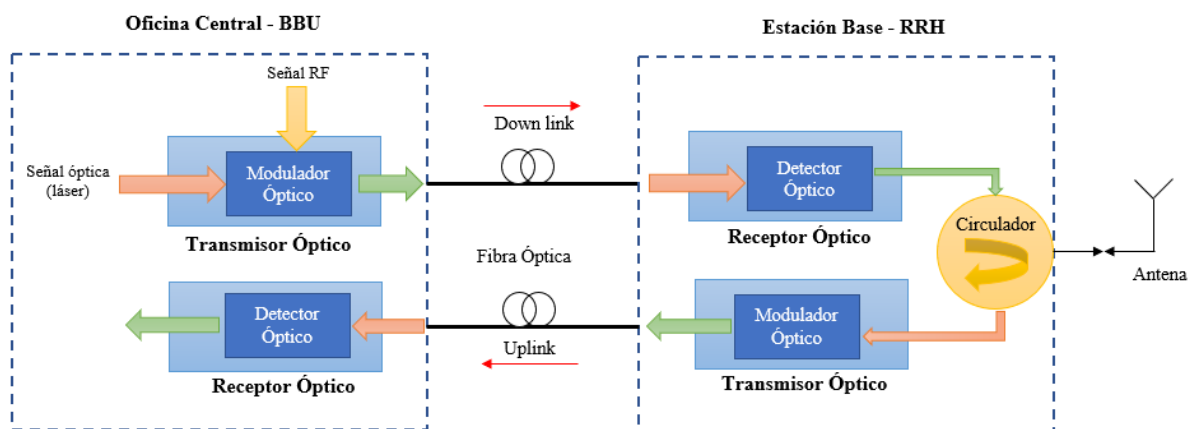 Oficina Central - BBU
Estación Base - RRH
Señal RF
Down link
Señal óptica
(láser)
Modulador
Óptico
Transmisor Óptico
Detector
Óptico
Receptor Óptico
Circulador
Antena
Fibra Óptica
Detector
Óptico
Receptor Óptico
Uplink
Modulador
Óptico
Transmisor Óptico